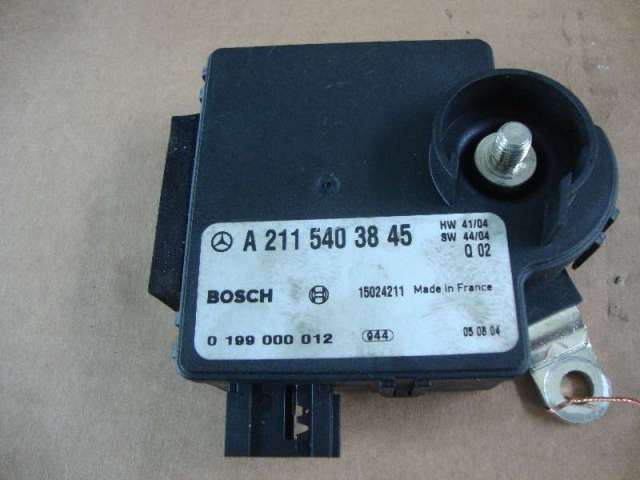 A 211 540 38 45
HW 41/04
SW 44/04
Q 02
BOSCH 15024211 Made in France
0 199 000 012 944 05 08 04